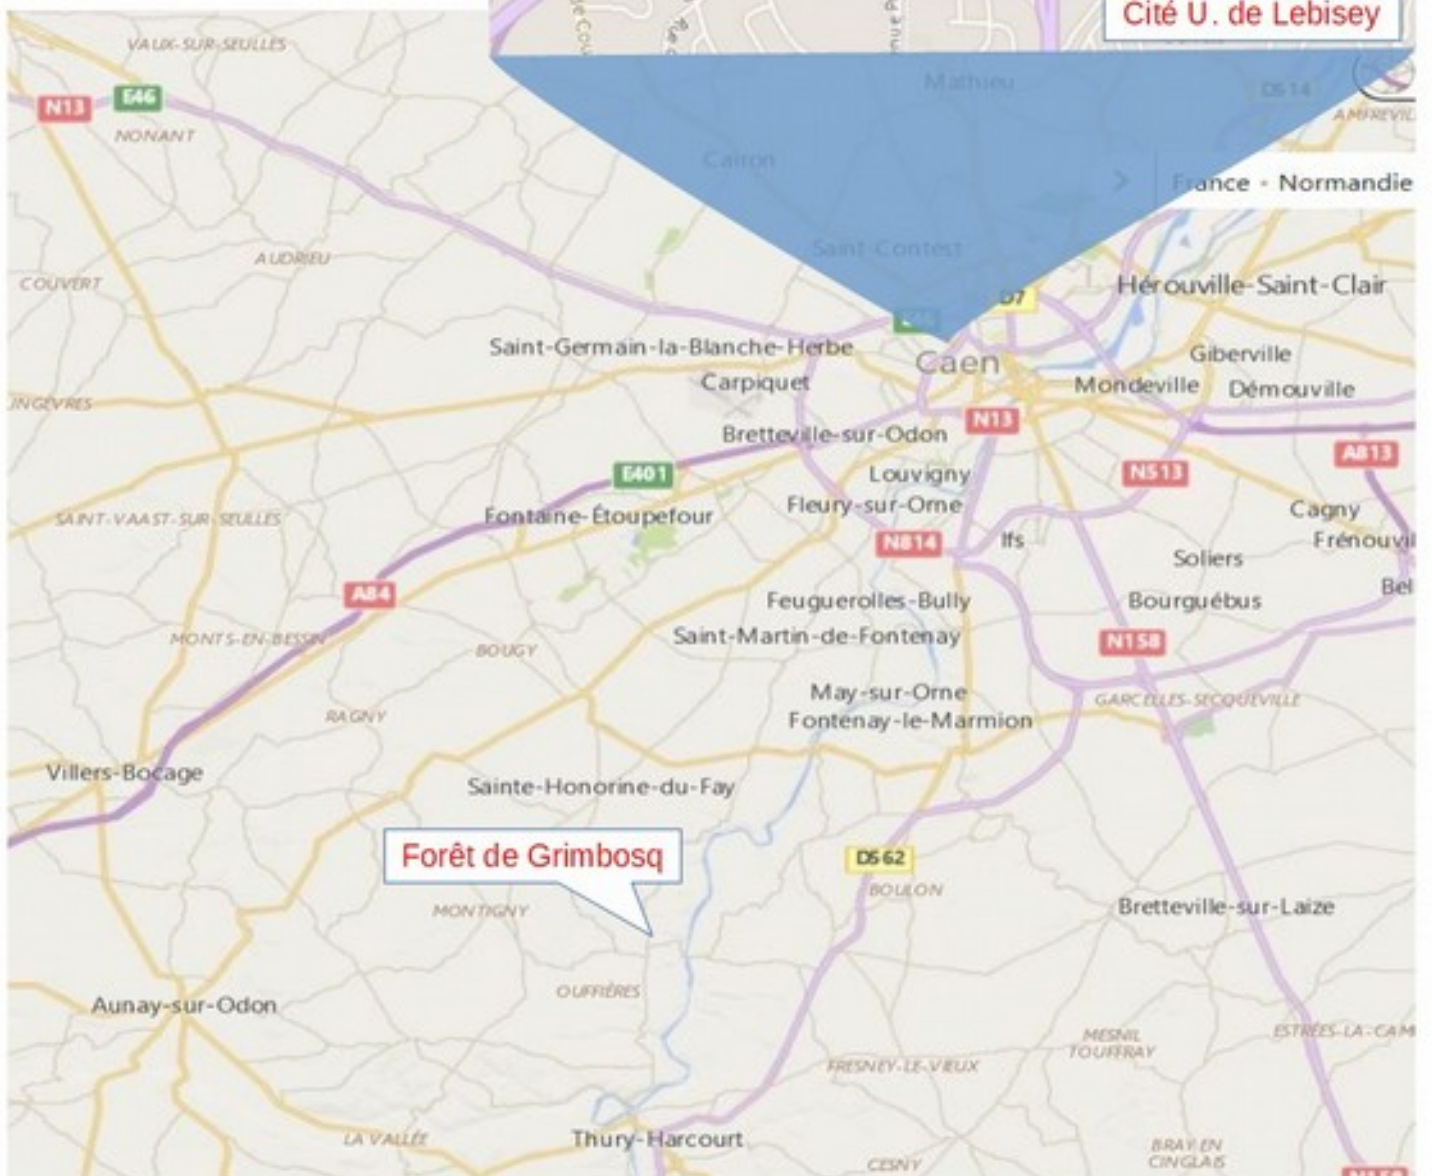 Cité U. de Lebisey
VAUX-SUR-SEULLES
Mathieu
D514
N13
E46
NONANT
Cairon
France - Normandie
Saint-Contest
AUDRIEU
COUVERT
Hérouville-Saint-Clair
D7
E46
Saint-Germain-la-Blanche-Herbe
Caen
Giberville
Carpiquet
Mondeville
Démouville
N13
Bretteville-sur-Odon
A813
E401
Louvigny
N513
Fleury-sur-Orne
Cagny
SAINT-VAAST-SUR-SEULLES
Fontaine-Étoupefour
N814
Ifs
Soliers
A84
Feuguerolles-Bully
Bourguébus
Bel
MONTS-EN-BESSIN
Saint-Martin-de-Fontenay
N158
BOUGY
May-sur-Orne
GARCELLES-SECQUEVILLE
RAGNY
Fontenay-le-Marmion
Villers-Bocage
Sainte-Honorine-du-Fay
Forêt de Grimbosq
D562
BOULON
MONTIGNY
Bretteville-sur-Laize
OUFFIÈRES
Aunay-sur-Odon
MESNIL
TOUFFRAY
ESTRÉES-LA-CAM
FRESNEY-LE-VIEUX
LA VALLÉE
Thury-Harcourt
BRAY EN
CINGLAIS
CESNY